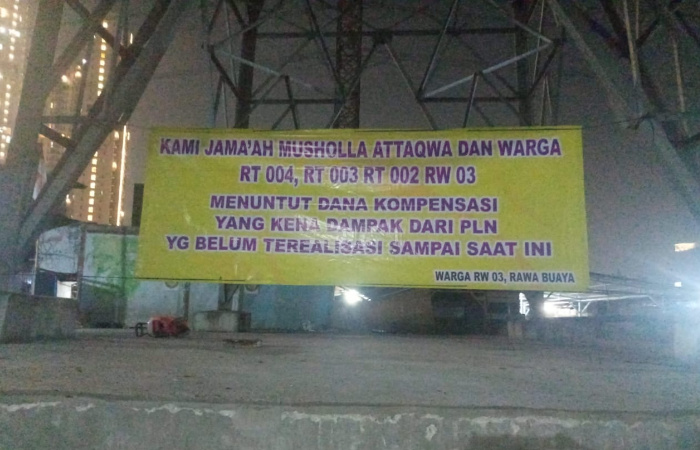 KAMI JAMA'AH MUSHOLLA ATTAQWA DAN WARGA
RT 004, RT 003 RT 002 RW 03
MENUNTUT DANA KOMPENSASI
YANG KENA DAMPAK DARI PLN
YG BELUM TEREALISASI SAMPAI SAAT INI
WARGA RW 03, RAWA BUAYA